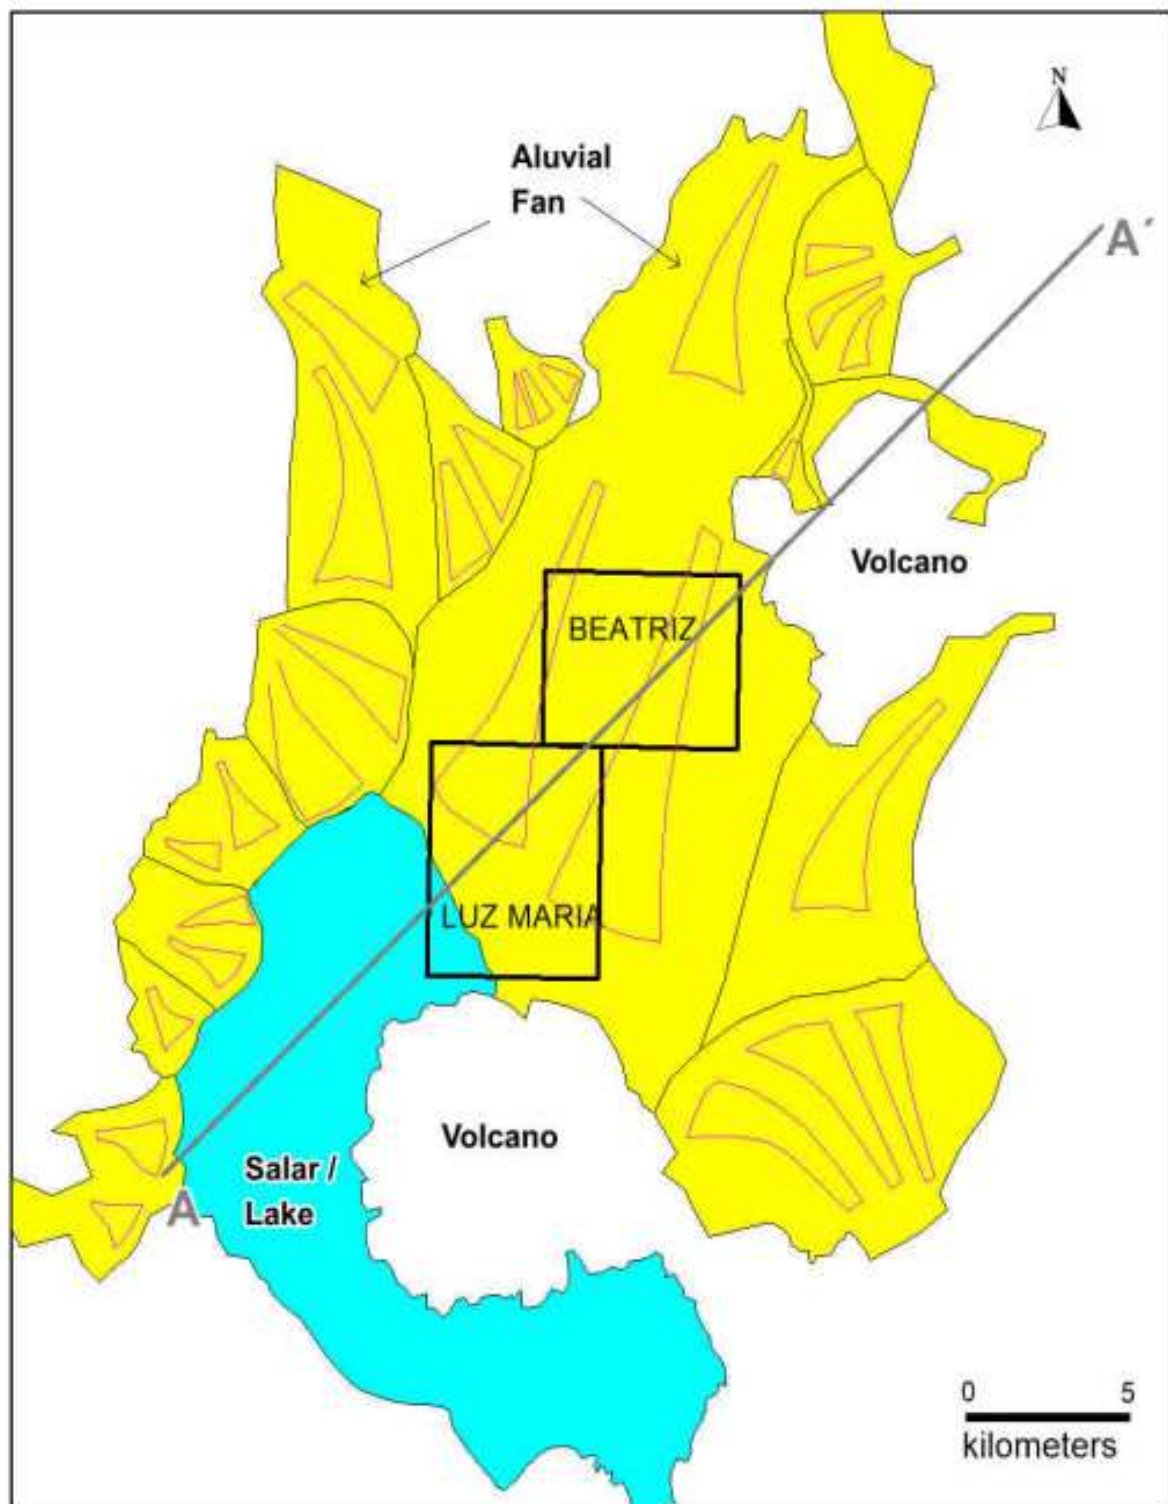 N
Aluvial
Fan
A´
Volcano
BEATRIZ
LUZ MARIA
Volcano
Salar /
Lake
A
0 5
kilometers